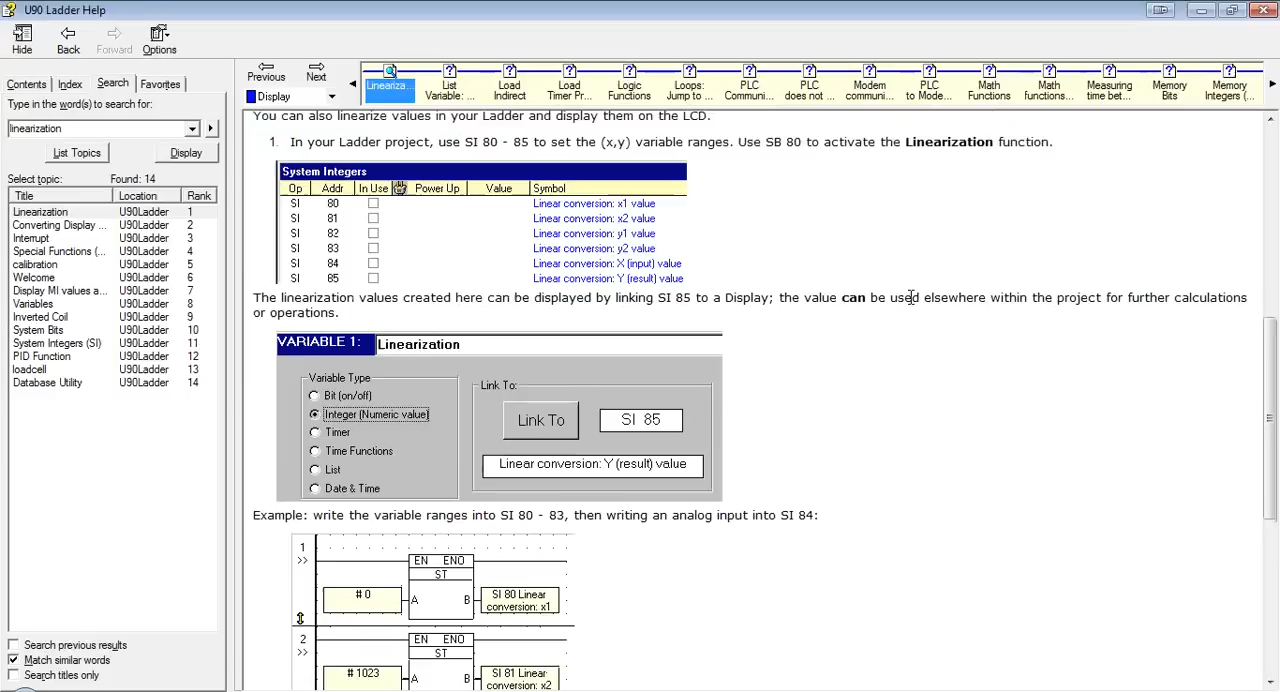 U90 Ladder Help
Hide Back Forward Options
Contents Index Search Favorites
Type in the word(s) to search for:
linearization
List Topics Display
Select topic: Found: 14
Title Location Rank
Linearization U90Ladder 1
Converting Display ... U90Ladder 2
Interrupt U90Ladder 3
Special Functions (... U90Ladder 4
calibration U90Ladder 5
Welcome U90Ladder 6
Display MI values a... U90Ladder 7
Variables U90Ladder 8
Inverted Coil U90Ladder 9
System Bits U90Ladder 10
System Integers (SI) U90Ladder 11
PID Function U90Ladder 12
loadcell U90Ladder 13
Database Utility U90Ladder 14
Search previous results
Match similar words
Search titles only
Previous Next
Display
Lineariza...
List Variable: ...
Load Indirect
Load Timer Pr...
Logic Functions
Loops: Jump to ...
PLC Communi...
PLC does not ...
Modem communi...
PLC to Mode...
Math Functions
Math functions...
Measuring time bet...
Memory Bits
Memory Integers (...
You can also linearize values in your Ladder and display them on the LCD.
1. In your Ladder project, use SI 80 - 85 to set the (x,y) variable ranges. Use SB 80 to activate the Linearization function.
System Integers
Op Addr In Use Power Up Value Symbol
SI 80 Linear conversion: x1 value
SI 81 Linear conversion: x2 value
SI 82 Linear conversion: y1 value
SI 83 Linear conversion: y2 value
SI 84 Linear conversion: X (input) value
SI 85 Linear conversion: Y (result) value
The linearization values created here can be displayed by linking SI 85 to a Display; the value can be used elsewhere within the project for further calculations
or operations.
VARIABLE 1: Linearization
Variable Type
Bit (on/off)
Integer (Numeric value)
Timer
Time Functions
List
Date & Time
Link To:
Link To SI 85
Linear conversion: Y (result) value
Example: write the variable ranges into SI 80 - 83, then writing an analog input into SI 84:
1
>>
EN ENO
ST
# 0 A B SI 80 Linear
conversion: x1
2
>>
EN ENO
ST
# 1023 A B SI 81 Linear
conversion: x2